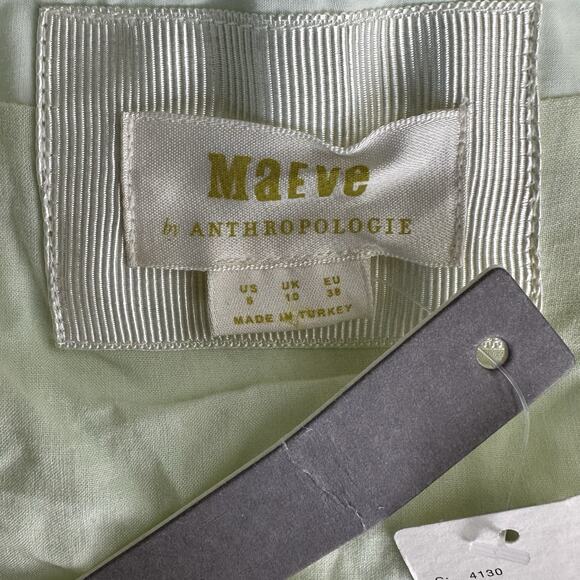 MaEve
by ANTHROPOLOGIE
US UK EU
6 10 38
MADE IN TURKEY
4130